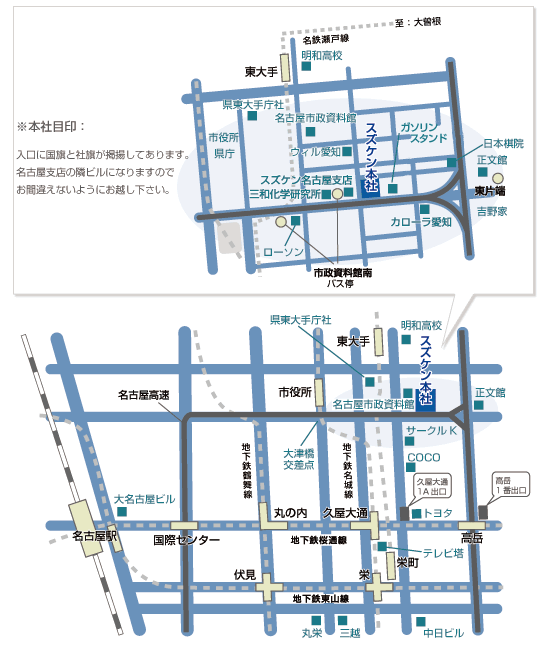 至：大曽根
名鉄瀬戸線
明和高校
東大手
県東大手庁社
名古屋市政資料館
ガソリン
スタンド
市役所
県庁
ウィル愛知
スズケン本社
日本棋院
正文館
※本社目印：
入口に国旗と社旗が掲揚してあります。
名古屋支店の隣ビルになりますので
お間違えないようにお越し下さい。
スズケン名古屋支店
三和化学研究所
東片端
吉野家
カローラ愛知
ローソン
市政資料館南
バス停
県東大手庁社
東大手
明和高校
スズケン本社
市役所
名古屋高速
名古屋市政資料館
正文館
サークルK
大津橋
交差点
地下鉄鶴舞線
地下鉄名城線
COCO
久屋大通
1A出口
高岳
1番出口
大名古屋ビル
丸の内
久屋大通
トヨタ
名古屋駅
国際センター
地下鉄桜通線
高岳
テレビ塔
栄町
伏見
栄
地下鉄東山線
丸栄
三越
中日ビル